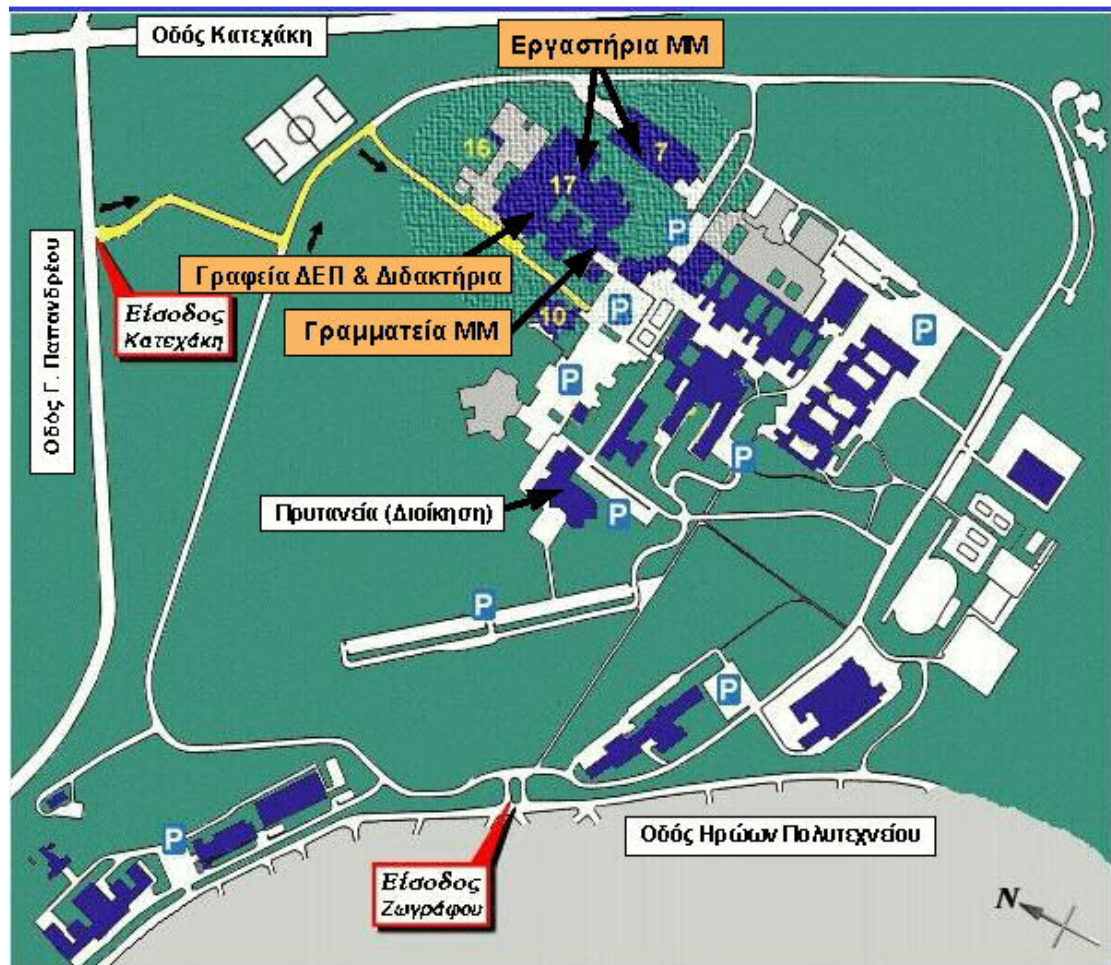 Οδός Κατεχάκη
Εργαστήρια ΜΜ
16
7
17
P
Γραφεία ΔΕΠ & Διδακτήρια
Οδός Γ. Παπανδρέου
Είσοδος
Κατεχάκη
10
P
Γραμματεία ΜΜ
P
P
P
Πρυτανεία (Διοίκηση)
P
P
P
Οδός Ηρώων Πολυτεχνείου
P
Είσοδος
Ζωγράφου
N